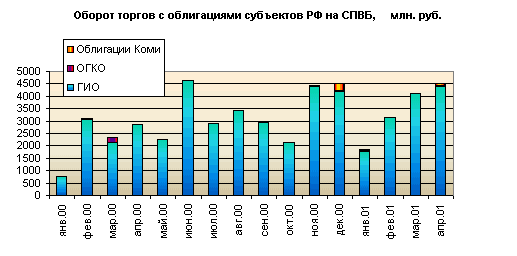 Оборот торгов с облигациями субъектов РФ на СПВБ, млн. руб.
Облигации Коми
ОГКО
ГИО
5000
4500
4000
3500
3000
2500
2000
1500
1000
500
0
янв.00
фев.00
мар.00
апр.00
май.00
июн.00
июл.00
авг.00
сен.00
окт.00
ноя.00
дек.00
янв.01
фев.01
мар.01
апр.01